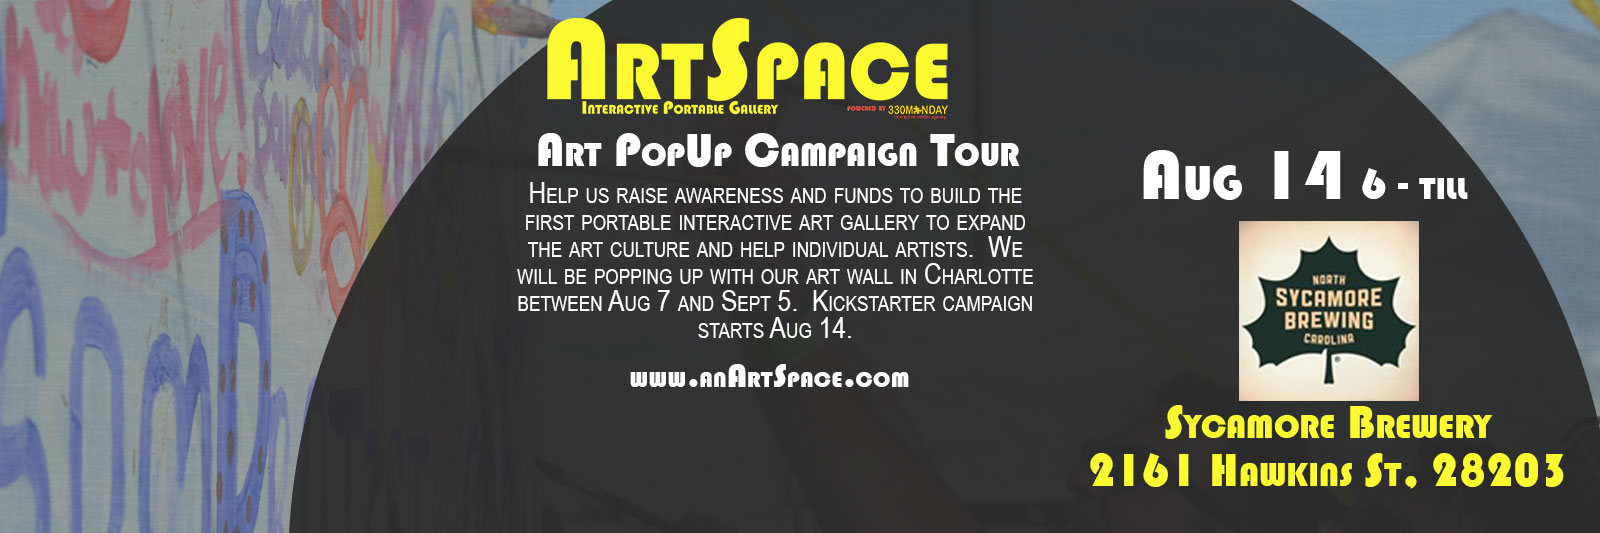 ArtSpace
Interactive Portable Gallery
powered by 330MNDAY
Art PopUp Campaign Tour
Help us raise awareness and funds to build the
first portable interactive art gallery to expand
the art culture and help individual artists. We
will be popping up with our art wall in Charlotte
between Aug 7 and Sept 5. Kickstarter campaign
starts Aug 14.
www.anArtSpace.com
Aug 14 6 - till
NORTH
SYCAMORE
BREWING
CAROLINA
®
Sycamore Brewery
2161 Hawkins St, 28203